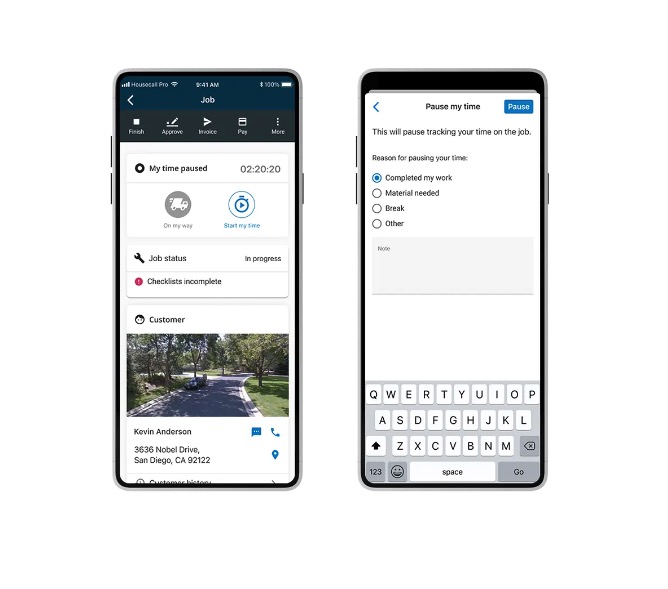 Housecall Pro
9:41 AM
100%
Job
Finish
Approve
Invoice
Pay
More
My time paused
02:20:20
On my way
Start my time
Job status
In progress
Checklists incomplete
Customer
Kevin Anderson
3636 Nobel Drive,
San Diego, CA 92122
Customer history
Pause my time
Pause
This will pause tracking your time on the job.
Reason for pausing your time:
Completed my work
Material needed
Break
Other
Note
Q W E R T Y U I O P
A S D F G H J K L
Z X C V B N M
123
space
Go